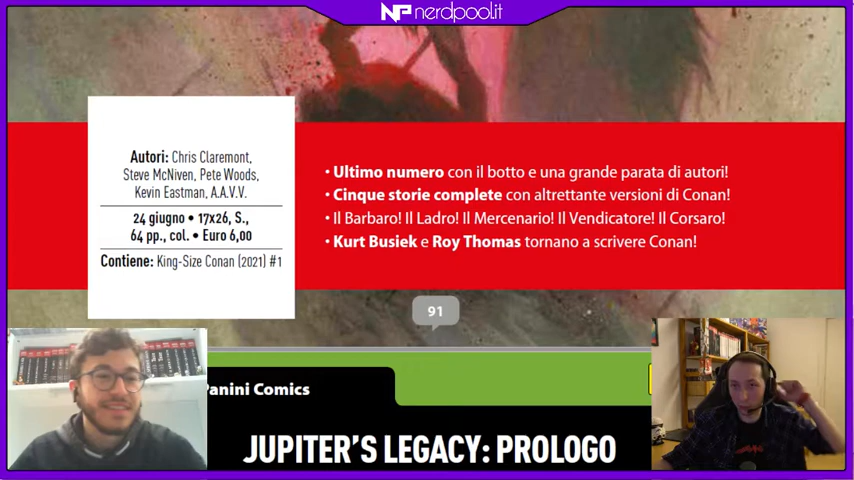 NP nerdpool.it
Autori: Chris Claremont,
Steve McNiven, Pete Woods,
Kevin Eastman, A.A.V.V.
24 giugno • 17x26, S.,
64 pp., col. • Euro 6,00
Contiene: King-Size Conan (2021) #1
• Ultimo numero con il botto e una grande parata di autori!
• Cinque storie complete con altrettante versioni di Conan!
• Il Barbaro! Il Ladro! Il Mercenario! Il Vendicatore! Il Corsaro!
• Kurt Busiek e Roy Thomas tornano a scrivere Conan!
91
Panini Comics
JUPITER'S LEGACY: PROLOGO